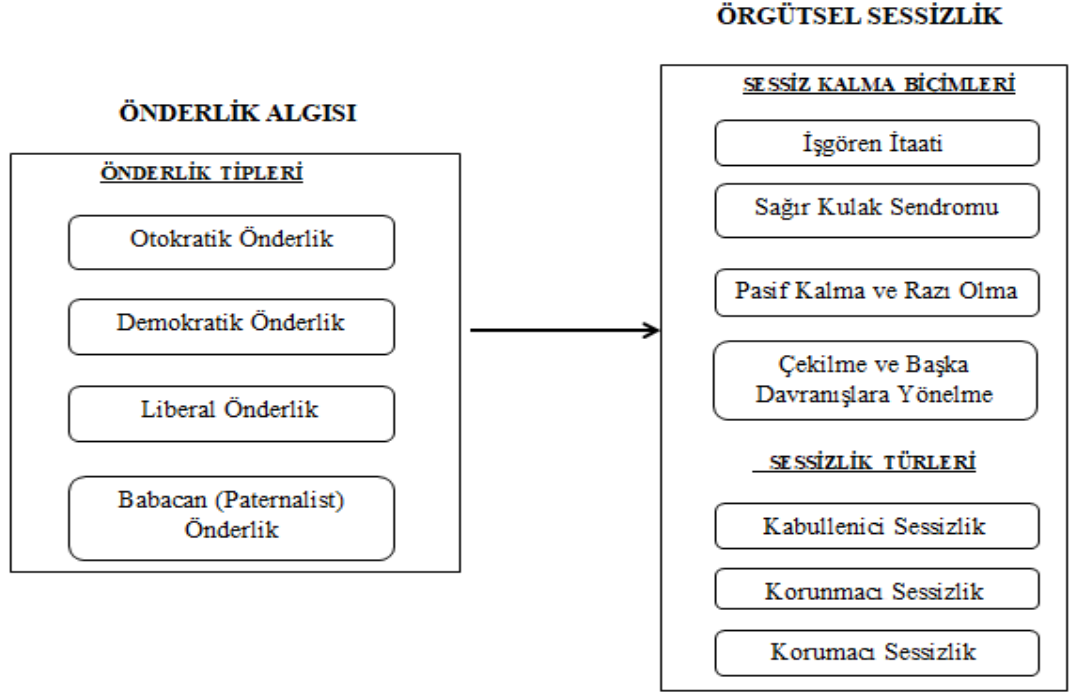 ÖNDERLİK ALGISI
ÖNDERLİK TİPLERİ
Otokratik Önderlik
Demokratik Önderlik
Liberal Önderlik
Babacan (Paternalist)
Önderlik
ÖRGÜTSEL SESSİZLİK
SESSİZ KALMA BİÇİMLERİ
İşgören İtaati
Sağır Kulak Sendromu
Pasif Kalma ve Razı Olma
Çekilme ve Başka
Davranışlara Yönelme
SESSİZLİK TÜRLERİ
Kabullenici Sessizlik
Korunmacı Sessizlik
Korumacı Sessizlik